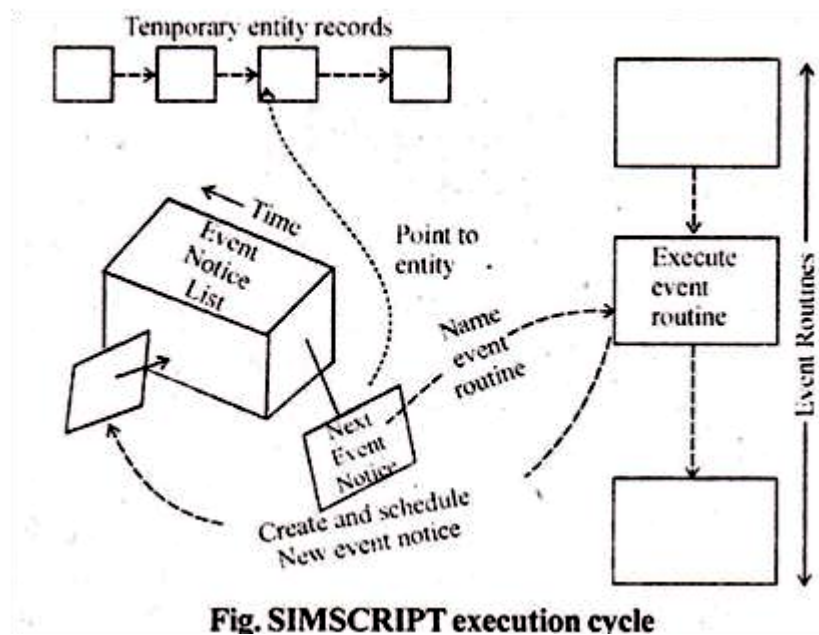 Temporary entity records
Time
Event
Notice
List
Point to
entity
Name
event
routine
Execute
event
routine
Event Routines
Next
Event
Notice
Create and schedule
New event notice
Fig. SIMSCRIPT execution cycle